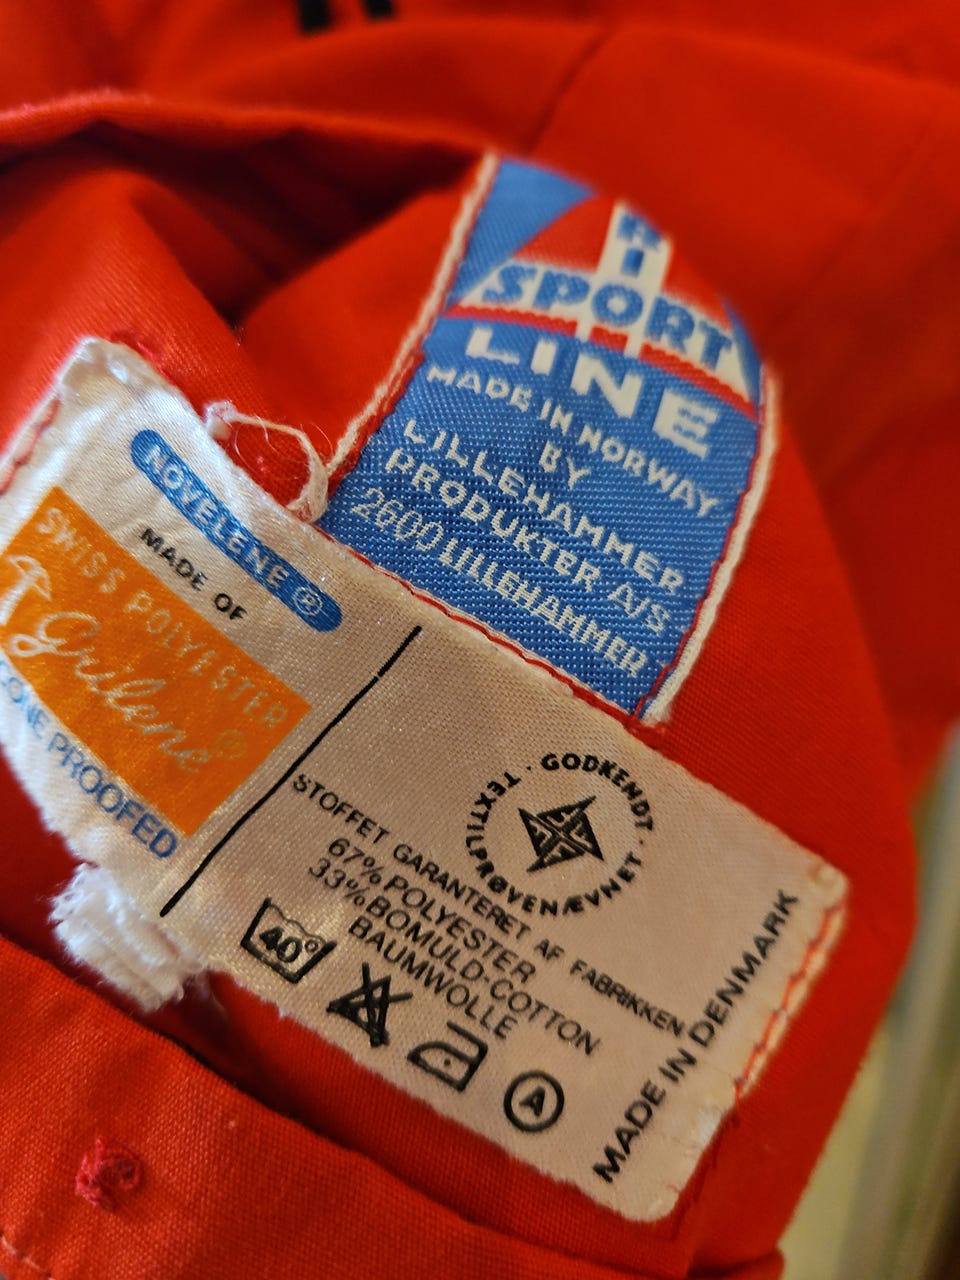 RI
SPORT
LINE
MADE IN NORWAY
BY
LILLEHAMMER
PRODUKTER A/S
2600 LILLEHAMMER
NOVELENE ®
MADE OF
SWISS POLYESTER
Grilene®
CONE PROOFED
GODKENDT · TEXTILPRØVENÆVNET ·
STOFFET GARANTERET AF FABRIKKEN
67% POLYESTER
33% BOMULD-COTTON
BAUMWOLLE
40°
A
MADE IN DENMARK